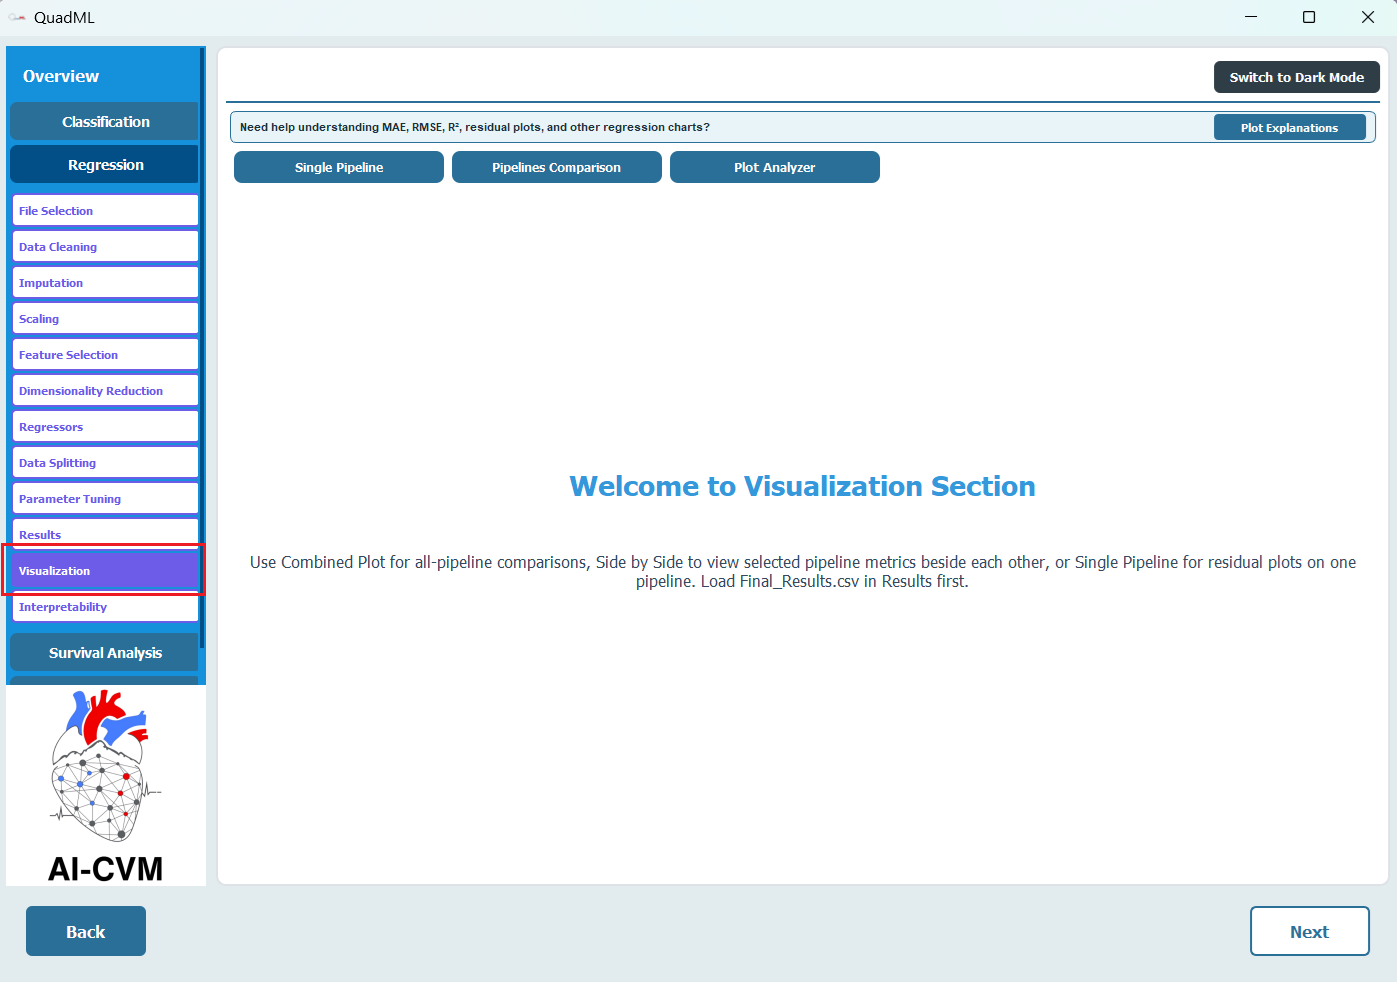 QuadML
Overview
Classification
Regression
File Selection
Data Cleaning
Imputation
Scaling
Feature Selection
Dimensionality Reduction
Regressors
Data Splitting
Parameter Tuning
Results
Visualization
Interpretability
Survival Analysis
AI-CVM
Switch to Dark Mode
Need help understanding MAE, RMSE, R², residual plots, and other regression charts?
Plot Explanations
Single Pipeline
Pipelines Comparison
Plot Analyzer
Welcome to Visualization Section
Use Combined Plot for all-pipeline comparisons, Side by Side to view selected pipeline metrics beside each other, or Single Pipeline for residual plots on one
pipeline. Load Final_Results.csv in Results first.
Back
Next